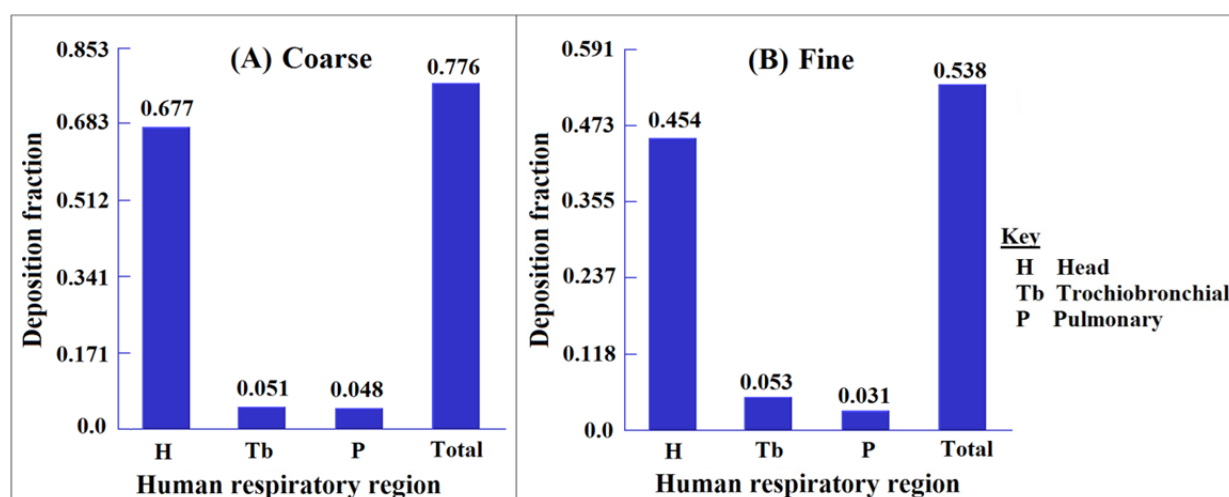 (A) Coarse
Deposition fraction
0.853
0.683
0.512
0.341
0.171
0.0
0.677
0.051
0.048
0.776
H Tb P Total
Human respiratory region
(B) Fine
Deposition fraction
0.591
0.473
0.355
0.237
0.118
0.0
0.454
0.053
0.031
0.538
H Tb P Total
Human respiratory region
Key
H Head
Tb Trochiobronchial
P Pulmonary